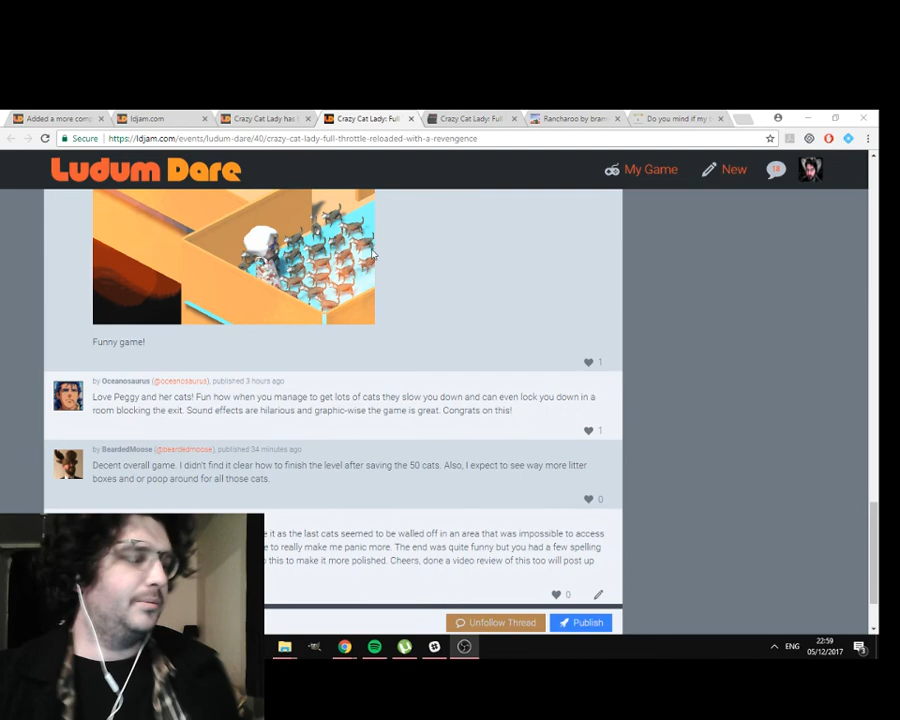 Added a more com
ldjam.com
Crazy Cat Lady has
Crazy Cat Lady: Full
Crazy Cat Lady: Full
Rancharoo by bram
Do you mind if my
Secure
https://ldjam.com/events/ludum-dare/40/crazy-cat-lady-full-throttle-reloaded-with-a-revengence
LUDUM DARE
My Game
New
18
Funny game!
1
by Oceanosaurus (@oceanosaurus), published 3 hours ago
Love Peggy and her cats! Fun how when you manage to get lots of cats they slow you down and can even lock you down in a
room blocking the exit. Sound effects are hilarious and graphic-wise the game is great. Congrats on this!
1
by BeardedMoose (@beardedmoose), published 34 minutes ago
Decent overall game. I didn't find it clear how to finish the level after saving the 50 cats. Also, I expect to see way more litter
boxes and or poop around for all those cats.
0
it as the last cats seemed to be walled off in an area that was impossible to access
to really make me panic more. The end was quite funny but you had a few spelling
this to make it more polished. Cheers, done a video review of this too will post up
0
Unfollow Thread
Publish
ENG
22:59
05/12/2017